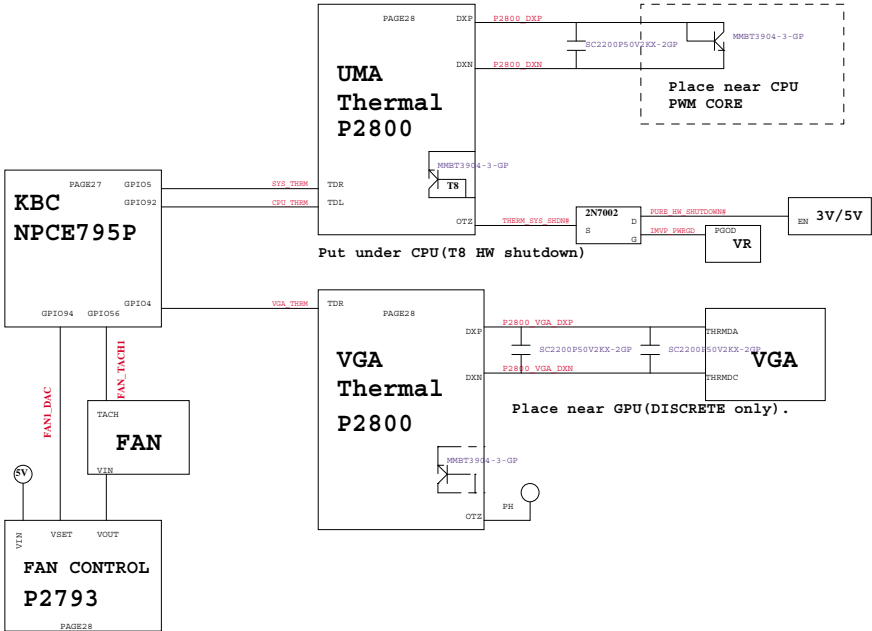 PAGE28
DXP
P2800_DXP
MMBT3904-3-GP
SC2200P50V2KX-2GP
DXN
P2800_DXN
UMA
Thermal
P2800
Place near CPU
PWM CORE
MMBT3904-3-GP
T8
PAGE27
GPIO5
SYS_THRM
TDR
GPIO92
CPU_THRM
TDL
KBC
NPCE795P
OTZ
THERM_SYS_SHDN#
2N7002
S
D
G
PURE_HW_SHUTDOWN#
IMVP_PWRGD
EN
3V/5V
PGOD
VR
Put under CPU(T8 HW shutdown)
GPIO4
VGA_THRM
TDR
GPIO94
GPIO56
PAGE28
DXP
P2800_VGA_DXP
THRMDA
SC2200P50V2KX-2GP
SC2200P50V2KX-2GP
VGA
VGA
Thermal
P2800
DXN
P2800_VGA_DXN
THRMDC
Place near GPU(DISCRETE only).
FAN1_DAC
FAN_TACH1
TACH
FAN
VIN
MMBT3904-3-GP
PH
OTZ
5V
VIN
VSET
VOUT
FAN CONTROL
P2793
PAGE28